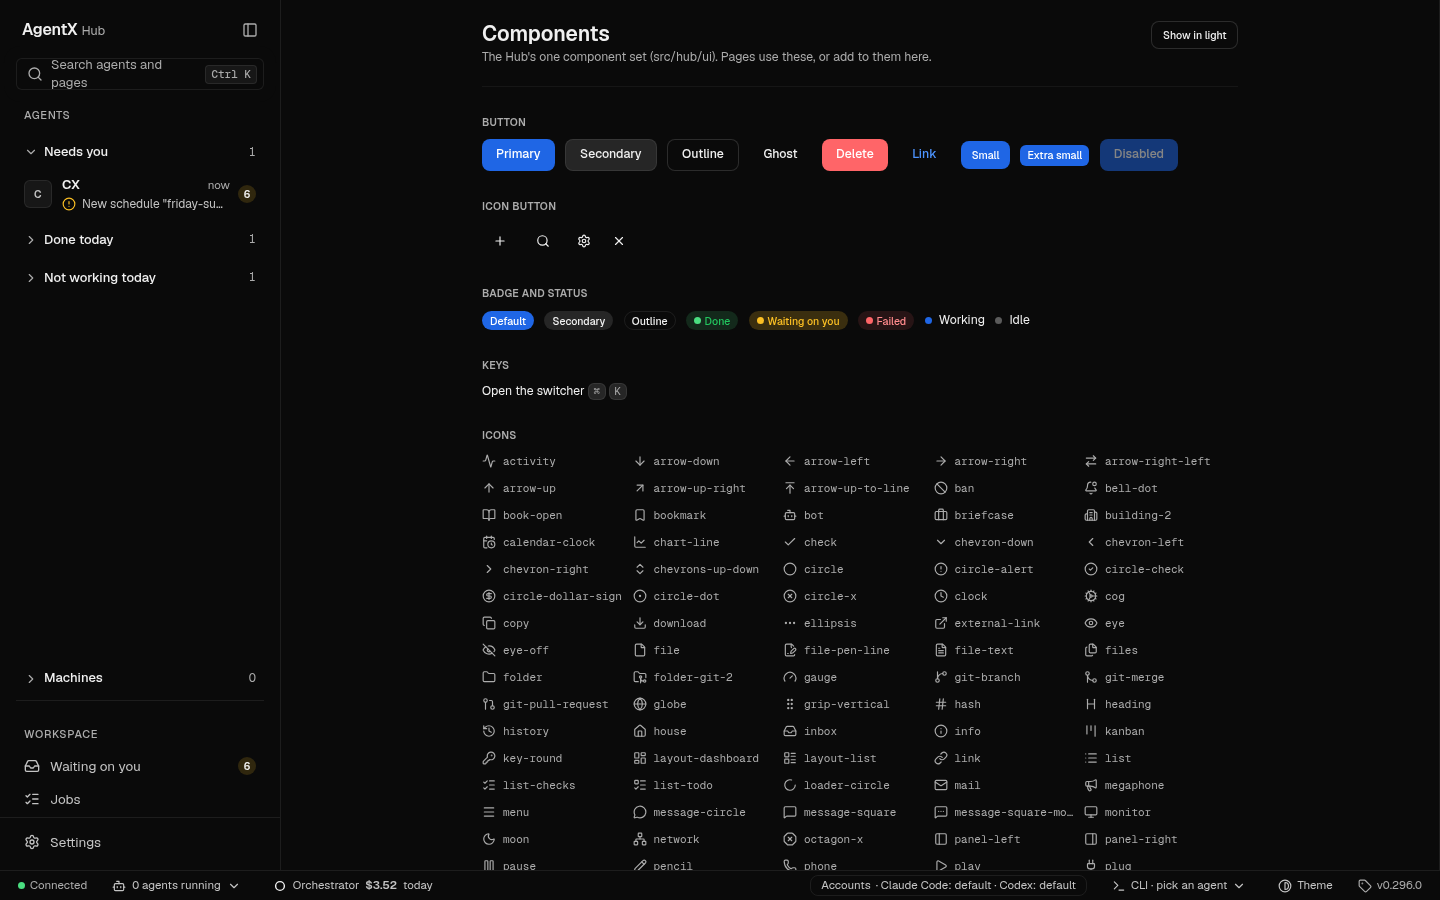 AgentX Hub
Search agents and
pages
Ctrl K
AGENTS
Needs you 1
C
CX now
New schedule "friday-su... 6
Done today 1
Not working today 1
Machines 0
WORKSPACE
Waiting on you 6
Jobs
Settings
Components
Show in light
The Hub's one component set (src/hub/ui). Pages use these, or add to them here.
BUTTON
Primary Secondary Outline Ghost Delete Link Small Extra small Disabled
ICON BUTTON
BADGE AND STATUS
Default Secondary Outline Done Waiting on you Failed Working Idle
KEYS
Open the switcher ⌘ K
ICONS
activity arrow-down arrow-left arrow-right arrow-right-left
arrow-up arrow-up-right arrow-up-to-line ban bell-dot
book-open bookmark bot briefcase building-2
calendar-clock chart-line check chevron-down chevron-left
chevron-right chevrons-up-down circle circle-alert circle-check
circle-dollar-sign circle-dot circle-x clock cog
copy download ellipsis external-link eye
eye-off file file-pen-line file-text files
folder folder-git-2 gauge git-branch git-merge
git-pull-request globe grip-vertical hash heading
history house inbox info kanban
key-round layout-dashboard layout-list link list
list-checks list-todo loader-circle mail megaphone
menu message-circle message-square message-square-mo... monitor
moon network octagon-x panel-left panel-right
pause pencil phone play plug
Connected 0 agents running Orchestrator $3.52 today Accounts · Claude Code: default · Codex: default CLI · pick an agent Theme v0.296.0